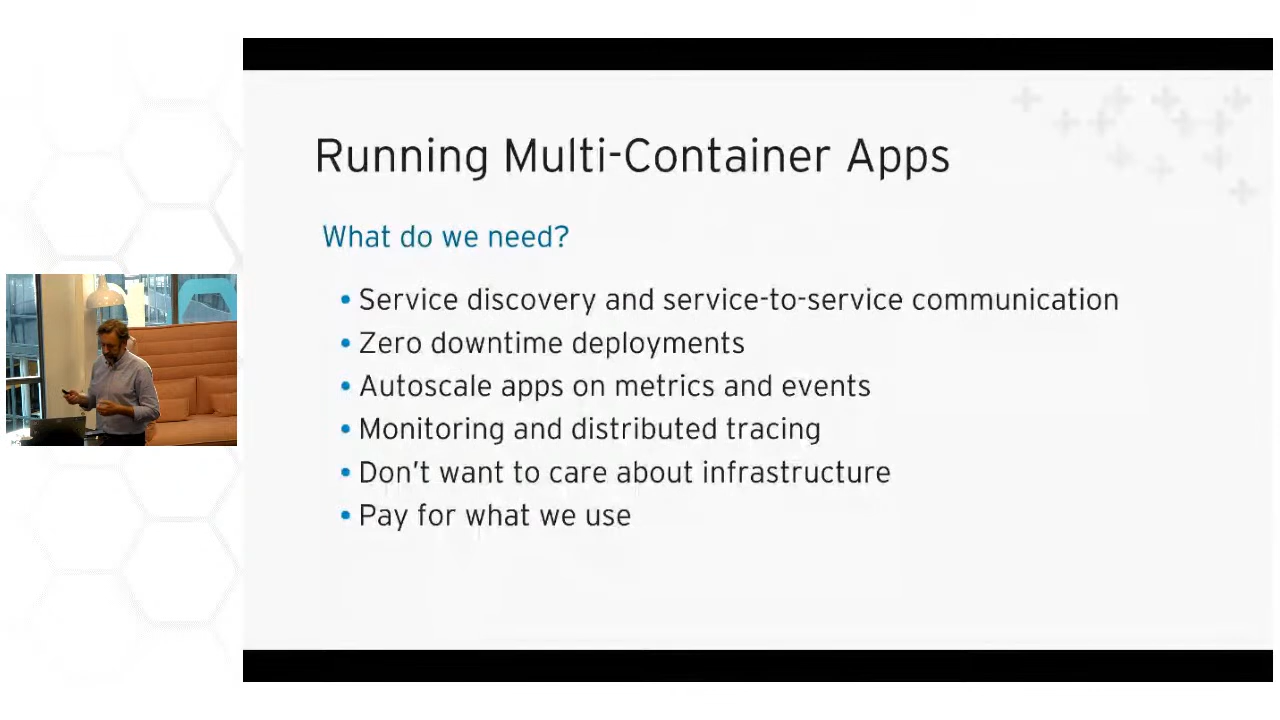 Running Multi-Container Apps
What do we need?
• Service discovery and service-to-service communication
• Zero downtime deployments
• Autoscale apps on metrics and events
• Monitoring and distributed tracing
• Don't want to care about infrastructure
• Pay for what we use